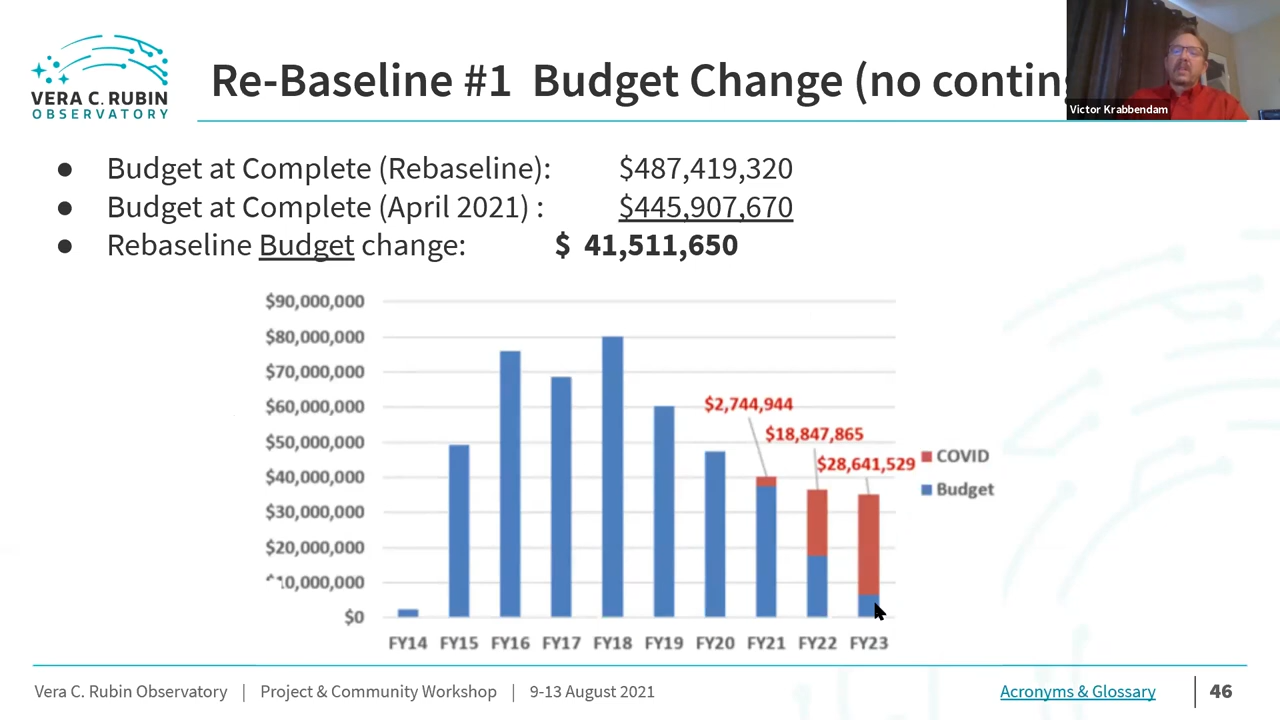 VERA C. RUBIN
OBSERVATORY
Re-Baseline #1 Budget Change (no conting
Victor Krabbendam
● Budget at Complete (Rebaseline): $487,419,320
● Budget at Complete (April 2021) : $445,907,670
● Rebaseline Budget change: $ 41,511,650
$90,000,000
$80,000,000
$70,000,000
$60,000,000
$50,000,000
$40,000,000
$30,000,000
$20,000,000
10,000,000
$0
$2,744,944
$18,847,865
$28,641,529
COVID
Budget
FY14 FY15 FY16 FY17 FY18 FY19 FY20 FY21 FY22 FY23
Vera C. Rubin Observatory | Project & Community Workshop | 9-13 August 2021
Acronyms & Glossary
46